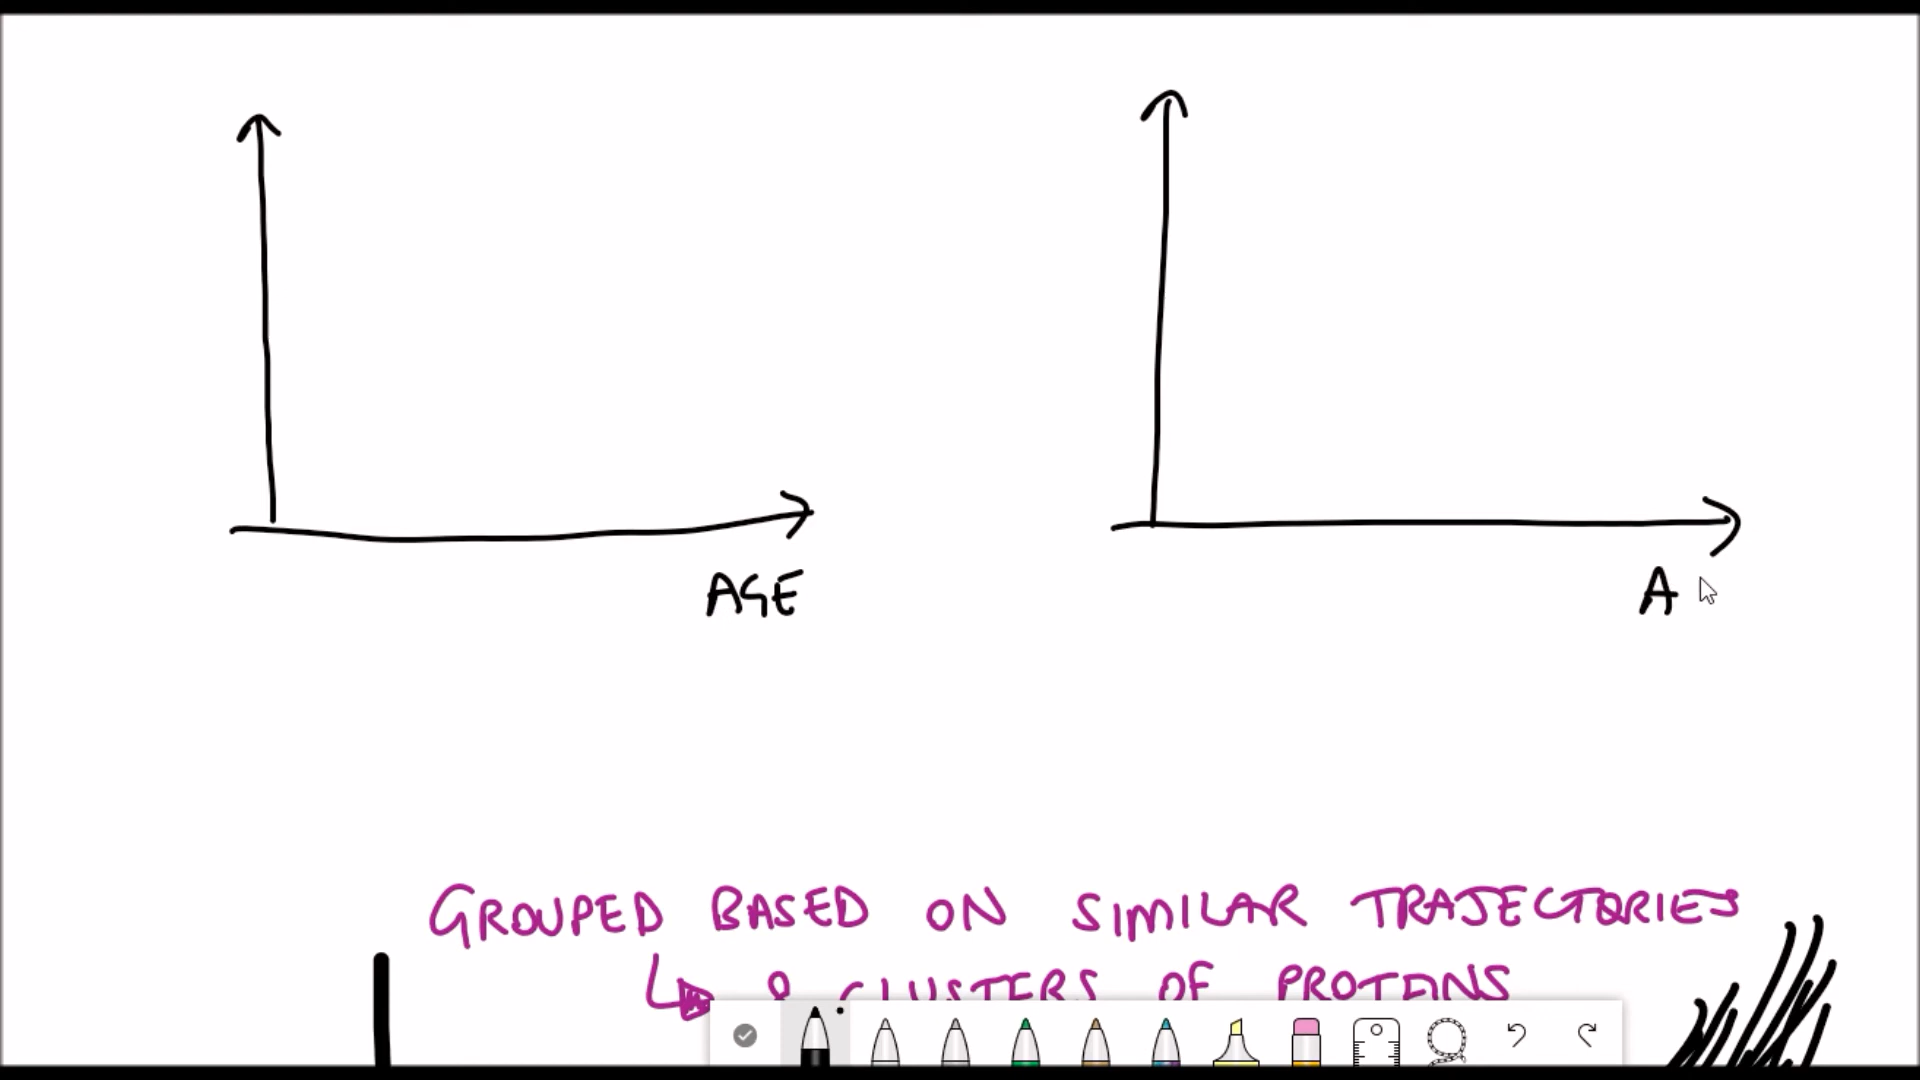 AGE
A
GROUPED BASED ON SIMILAR TRAJECTORIES
CLUSTERS OF PROTEINS